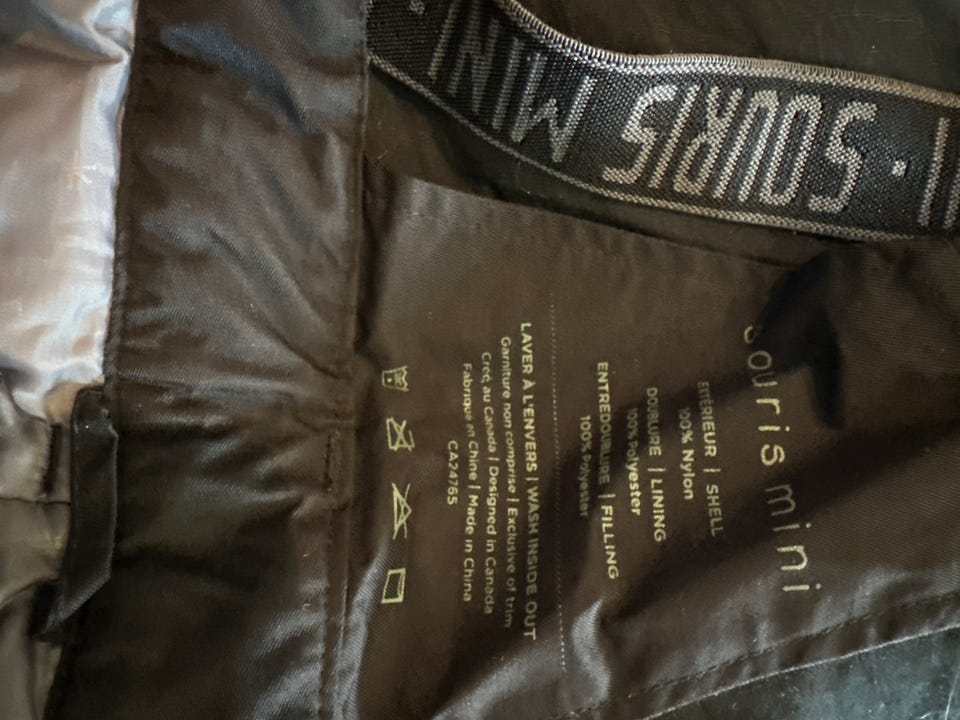 SOURIS MINI
souris mini
EXTÉRIEUR | SHELL
100% Nylon
DOUBLURE | LINING
100% Polyester
ENTREDOUBLURE | FILLING
100% Polyester
LAVER À L'ENVERS | WASH INSIDE OUT
Garniture non comprise | Exclusive of trim
Créé au Canada | Designed in Canada
Fabriqué en Chine | Made in China
CA2765